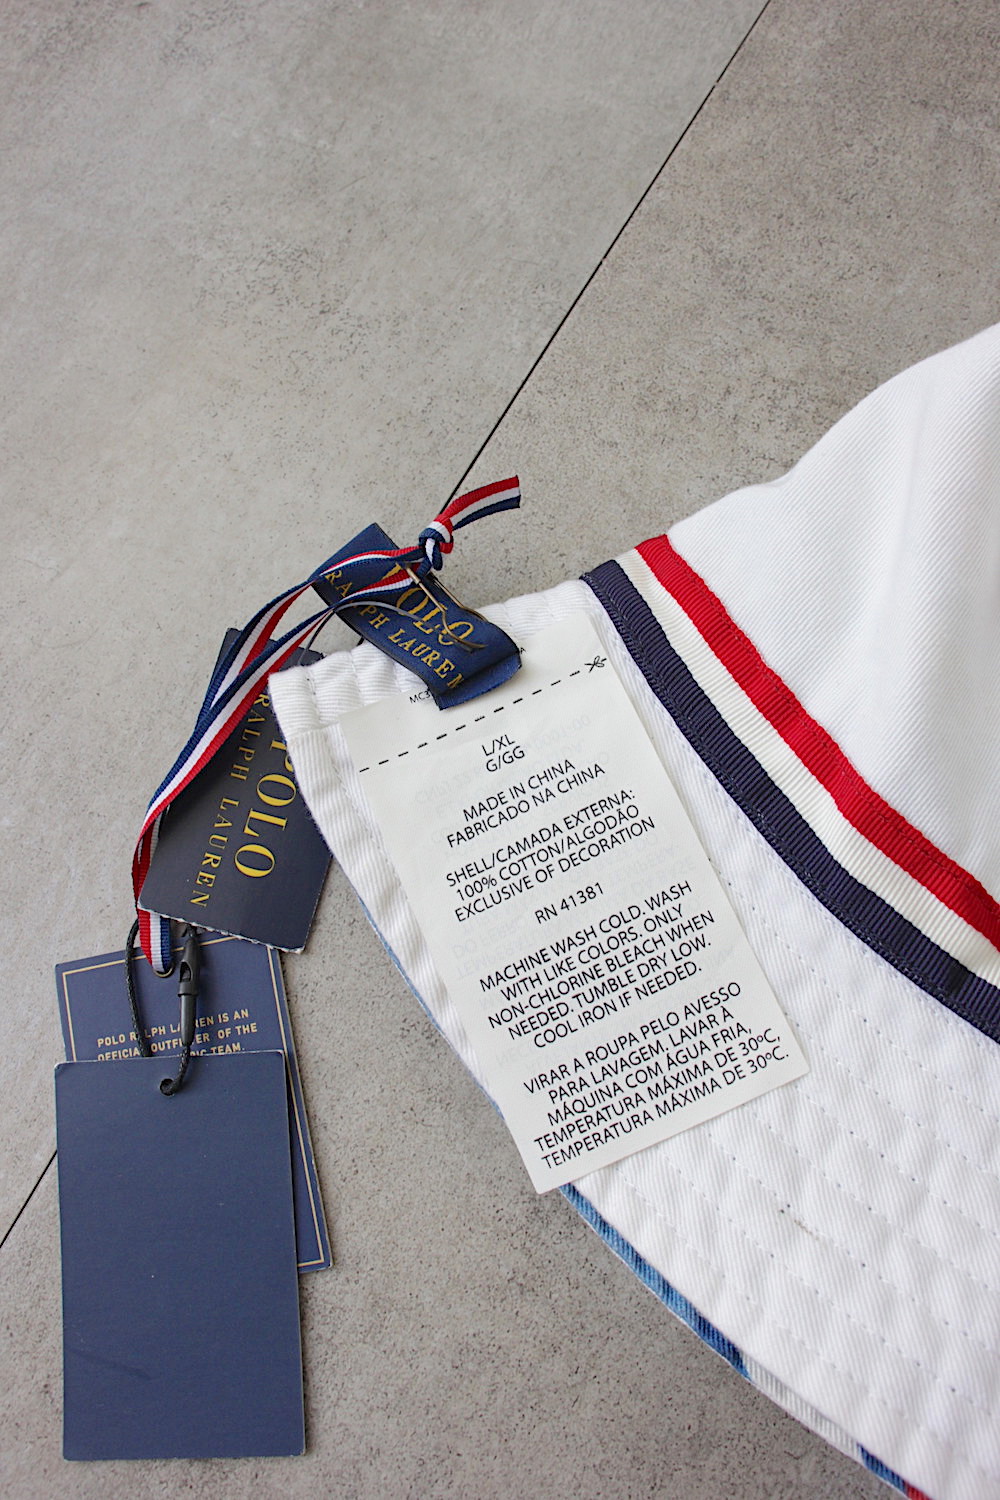 POLO
RALPH LAUREN
L/XL
G/GG
MADE IN CHINA
FABRICADO NA CHINA
SHELL/CAMADA EXTERNA:
100% COTTON/ALGODÃO
EXCLUSIVE OF DECORATION
RN 41381
MACHINE WASH COLD. WASH
WITH LIKE COLORS. ONLY
NON-CHLORINE BLEACH WHEN
NEEDED. TUMBLE DRY LOW.
COOL IRON IF NEEDED.
VIRAR A ROUPA PELO AVESSO
PARA LAVAGEM. LAVAR À
MÁQUINA COM ÁGUA FRIA,
TEMPERATURA MÁXIMA DE 30ºC,
TEMPERATURA MÁXIMA DE 30ºC.
POLO
RALPH LAUREN
POLO RALPH LAUREN IS AN
OFFICIAL OUTFITTER OF THE
TEAM.